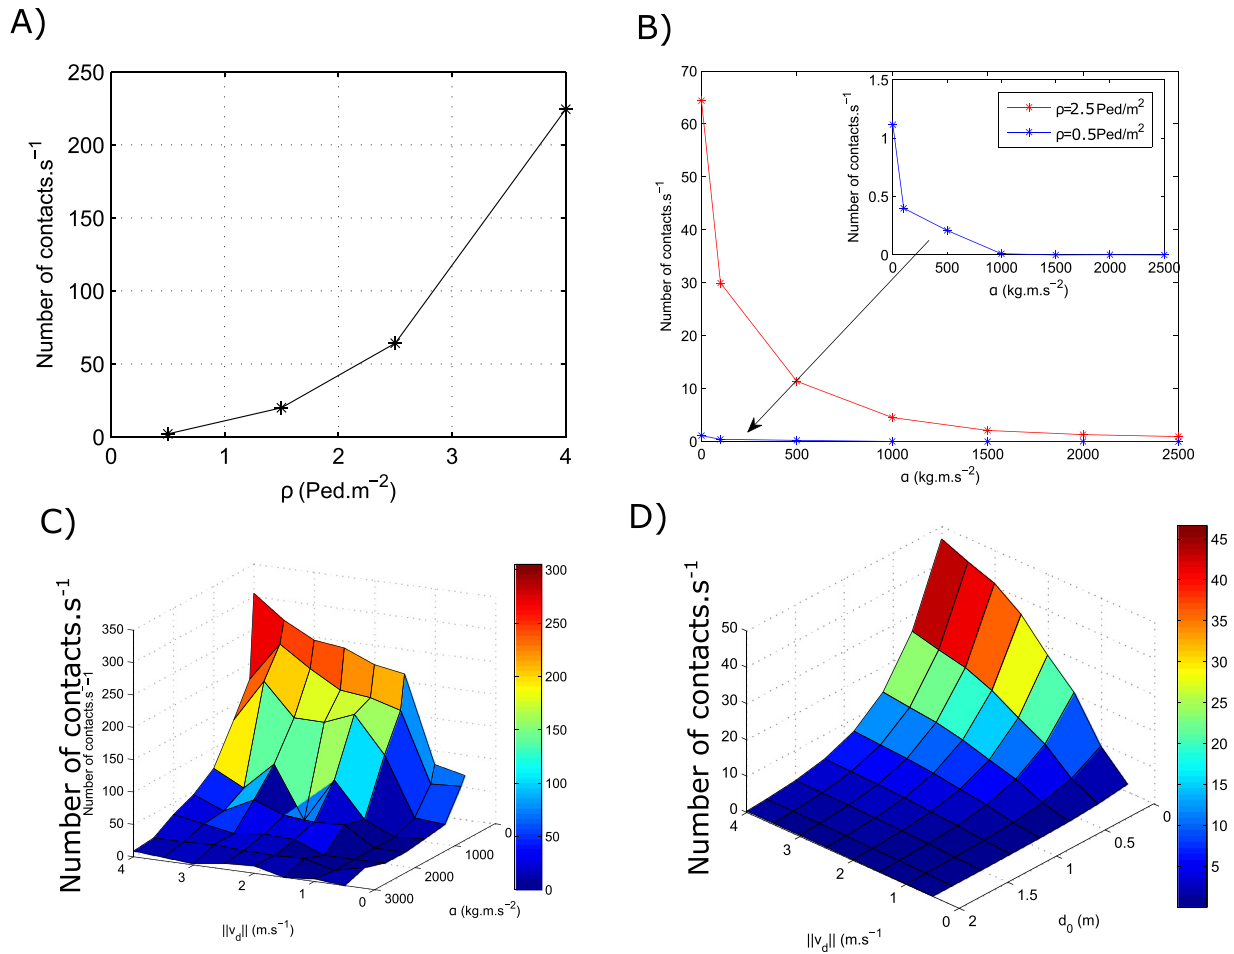 A)
250
200
150
100
50
0
0 1 2 3 4
Number of contacts.s⁻¹
ρ (Ped.m⁻²)
B)
70
60
50
40
30
20
10
0
0 500 1000 1500 2000 2500
Number of contacts.s⁻¹
α (kg.m.s⁻²)
1.5
1
0.5
0
0 500 1000 1500 2000 2500
Number of contacts.s⁻¹
α (kg.m.s⁻²)
ρ=2.5Ped/m²
ρ=0.5Ped/m²
C)
Number of contacts.s⁻¹
Number of contacts.s⁻¹
350
300
250
200
150
100
50
0
4 3 2 1 0
||v_d|| (m.s⁻¹)
3000 2000 1000 0
α (kg.m.s⁻²)
300
250
200
150
100
50
0
D)
Number of contacts.s⁻¹
50
40
30
20
10
0
4 3 2 1 0
||v_d|| (m.s⁻¹
2 1.5 1 0.5 0
d₀ (m)
45
40
35
30
25
20
15
10
5